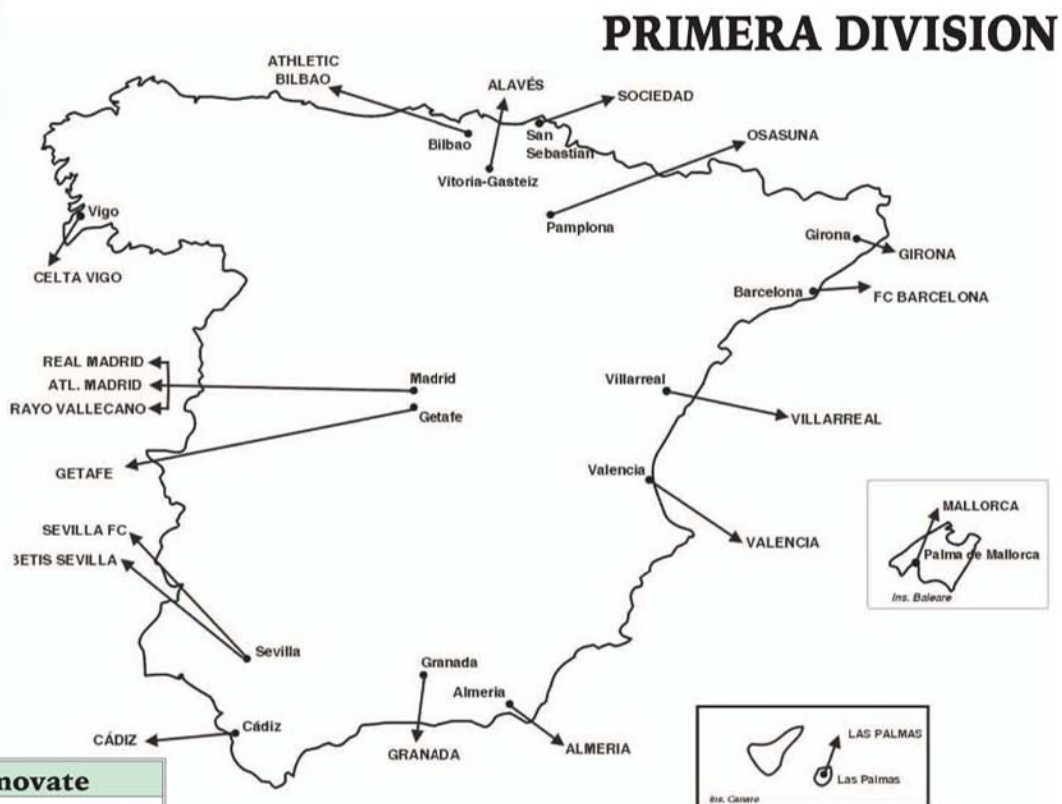 PRIMERA DIVISION
ATHLETIC
BILBAO
ALAVÉS
SOCIEDAD
OSASUNA
Bilbao
San
Sebastian
Vitoria-Gasteiz
Pamplona
Vigo
CELTA VIGO
Girona
GIRONA
Barcelona
FC BARCELONA
REAL MADRID
ATL. MADRID
RAYO VALLECANO
Madrid
Getafe
GETAFE
Villarreal
VILLARREAL
Valencia
VALENCIA
SEVILLA FC
BETIS SEVILLA
Sevilla
MALLORCA
Palma de Mallorca
Ins. Baleare
Granada
Almeria
GRANADA
ALMERIA
Cádiz
CÁDIZ
LAS PALMAS
Las Palmas
Ins. Canare
novate